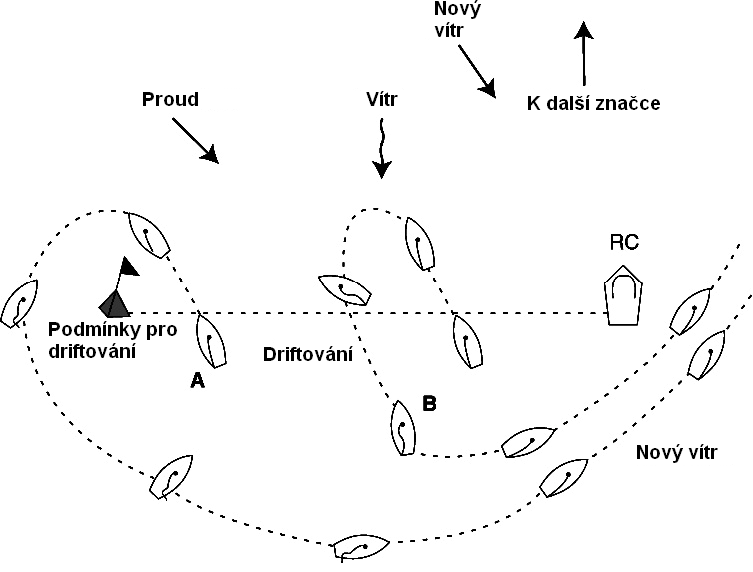 Nový
vítr
Proud
Vítr
K další značce
RC
Podmínky pro
driftování
Driftování
A
B
Nový vítr